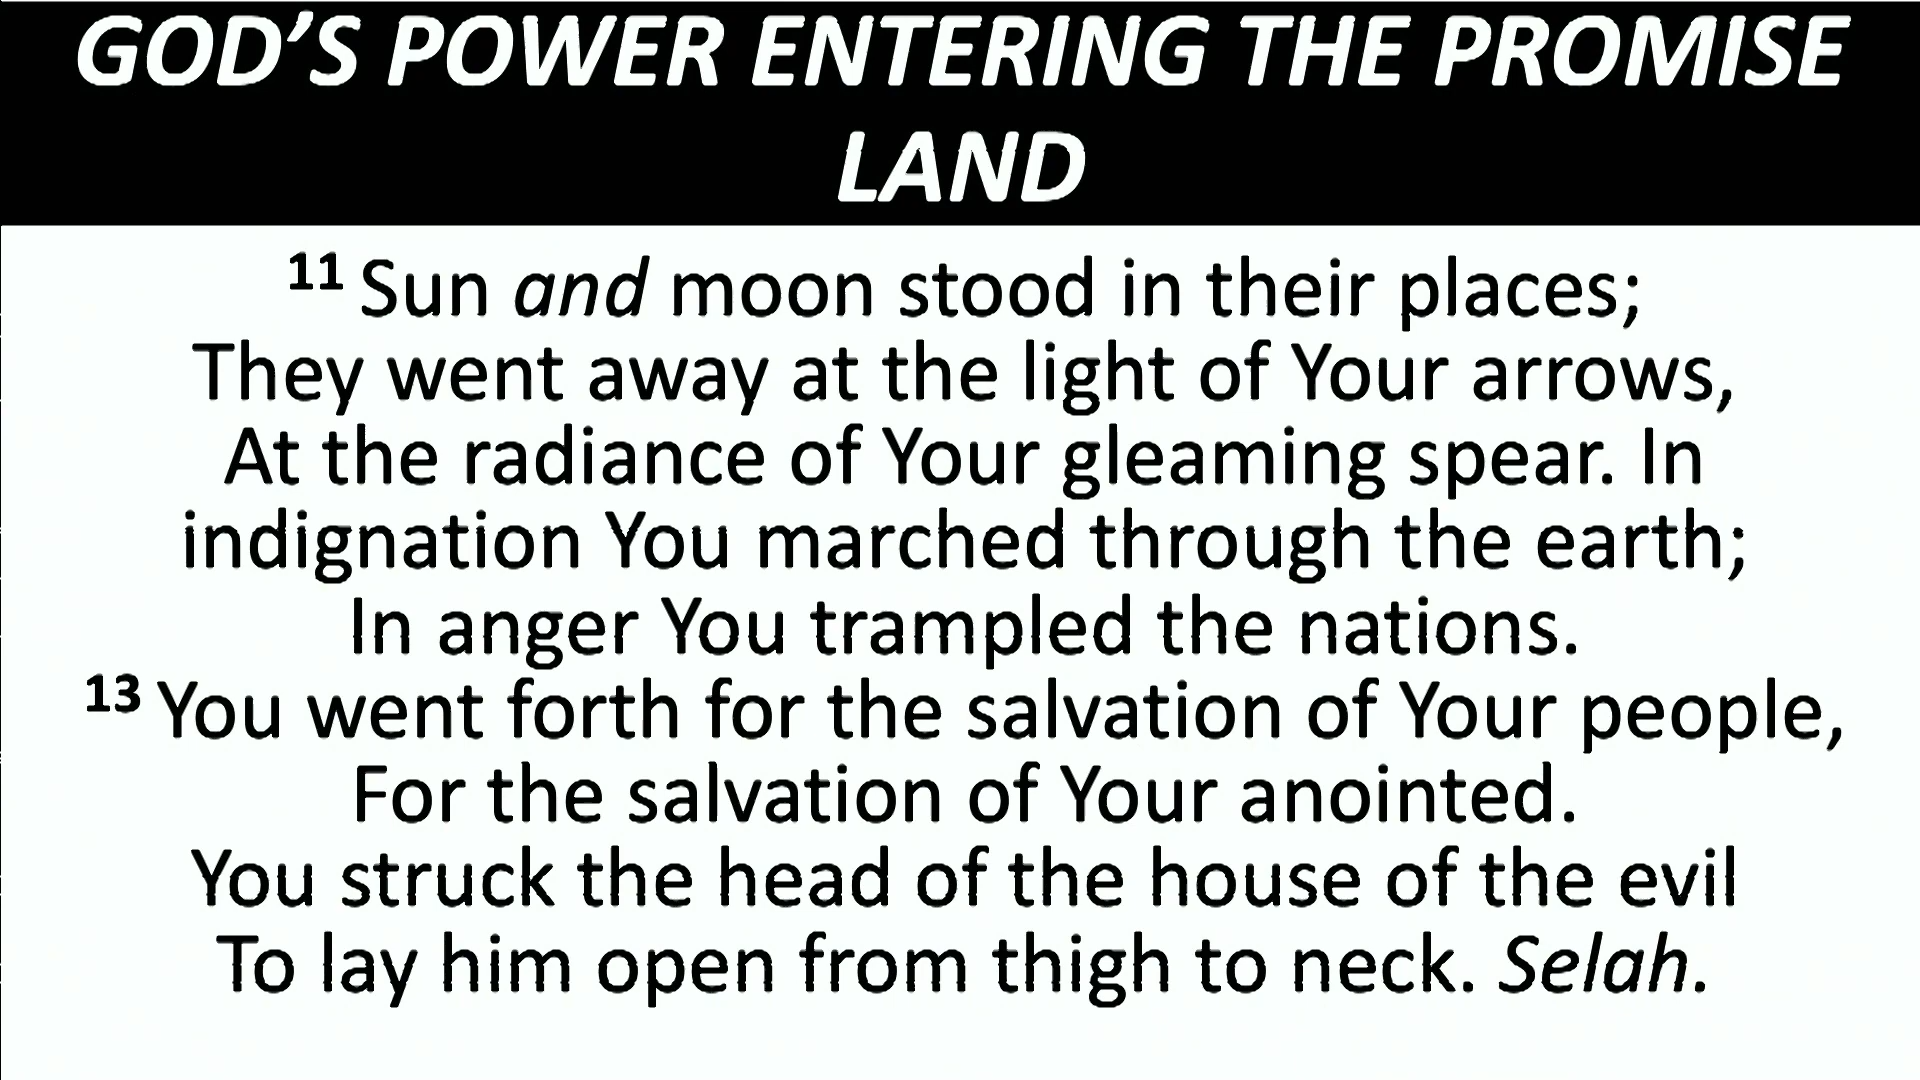 GOD’S POWER ENTERING THE PROMISE
LAND
11 Sun and moon stood in their places;
They went away at the light of Your arrows,
At the radiance of Your gleaming spear. In
indignation You marched through the earth;
In anger You trampled the nations.
13 You went forth for the salvation of Your people,
For the salvation of Your anointed.
You struck the head of the house of the evil
To lay him open from thigh to neck. Selah.